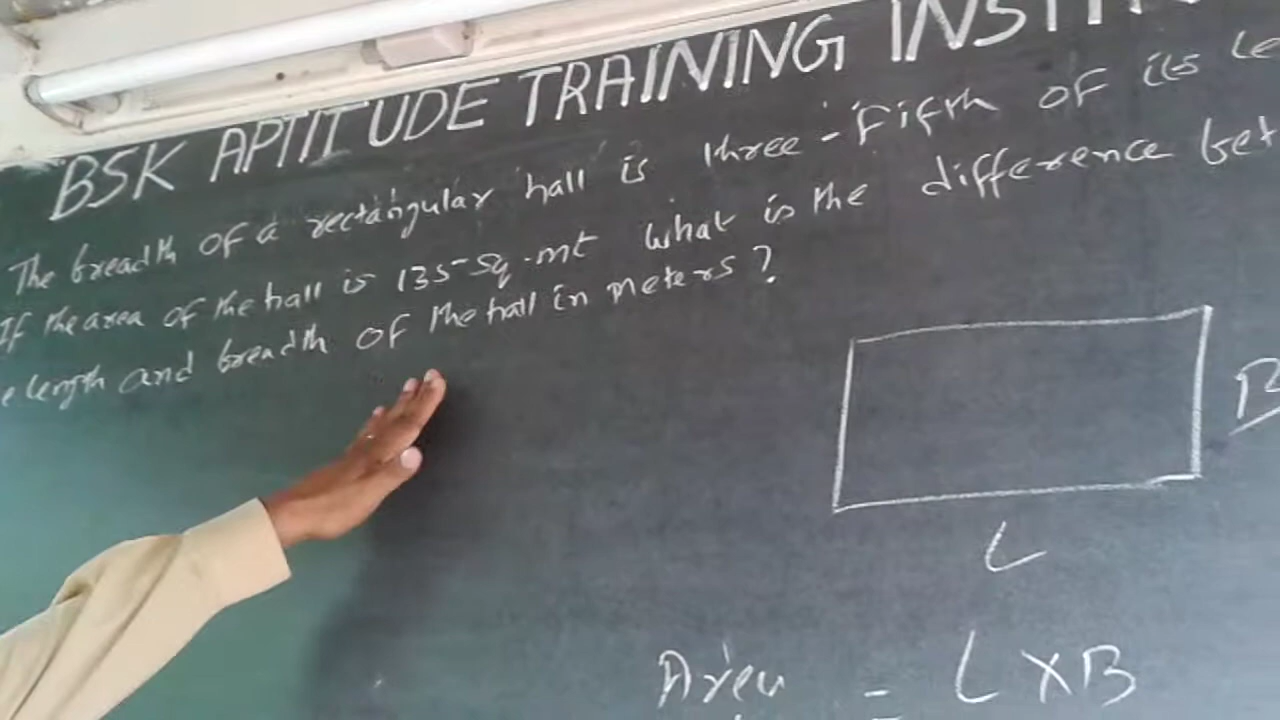 BSK APTITUDE TRAINING INSTIT
The breadth of a rectangular hall is three-fifth of its le
If the area of the hall is 135 sq.mt what is the difference bet
e length and breadth of the hall in meters?
B
L
Area = L X B